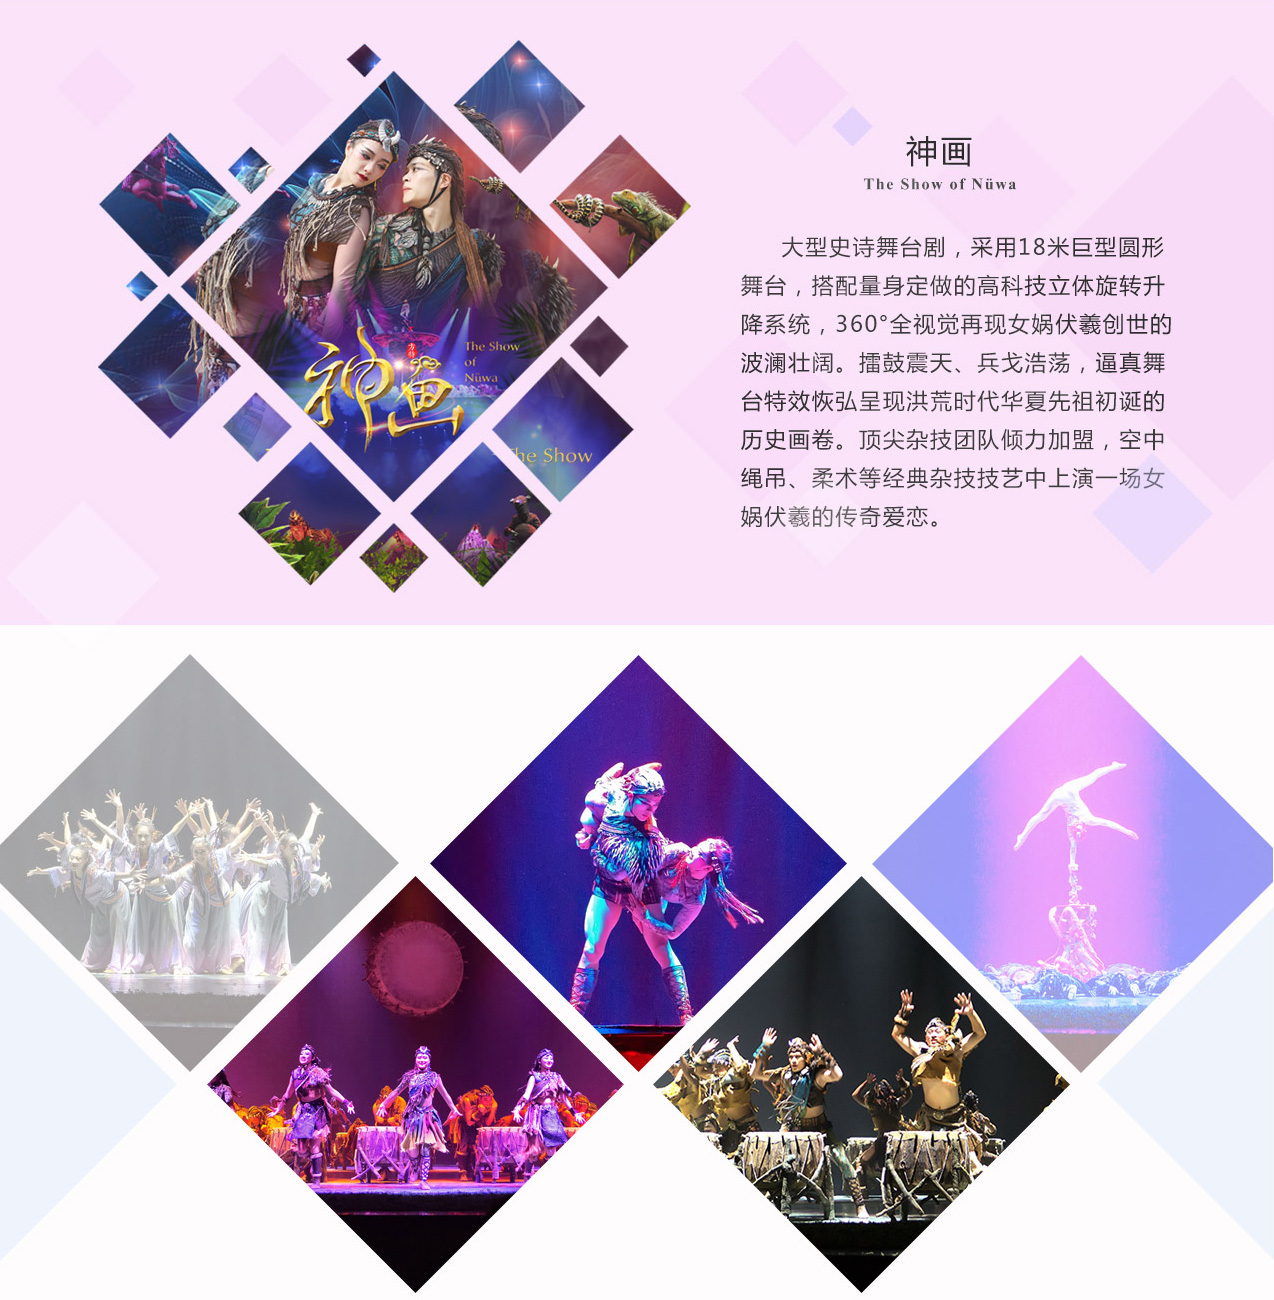 神画
The Show of Nüwa
大型史诗舞台剧，采用18米巨型圆形
舞台，搭配量身定做的高科技立体旋转升
降系统，360°全视觉再现女娲伏羲创世的
波澜壮阔。擂鼓震天、兵戈浩荡，逼真舞
台特效恢弘呈现洪荒时代华夏先祖初诞的
历史画卷。顶尖杂技团队倾力加盟，空中
绳吊、柔术等经典杂技技艺中上演一场女
娲伏羲的传奇爱恋。
The Show
of
Nüwa
神画
The Show